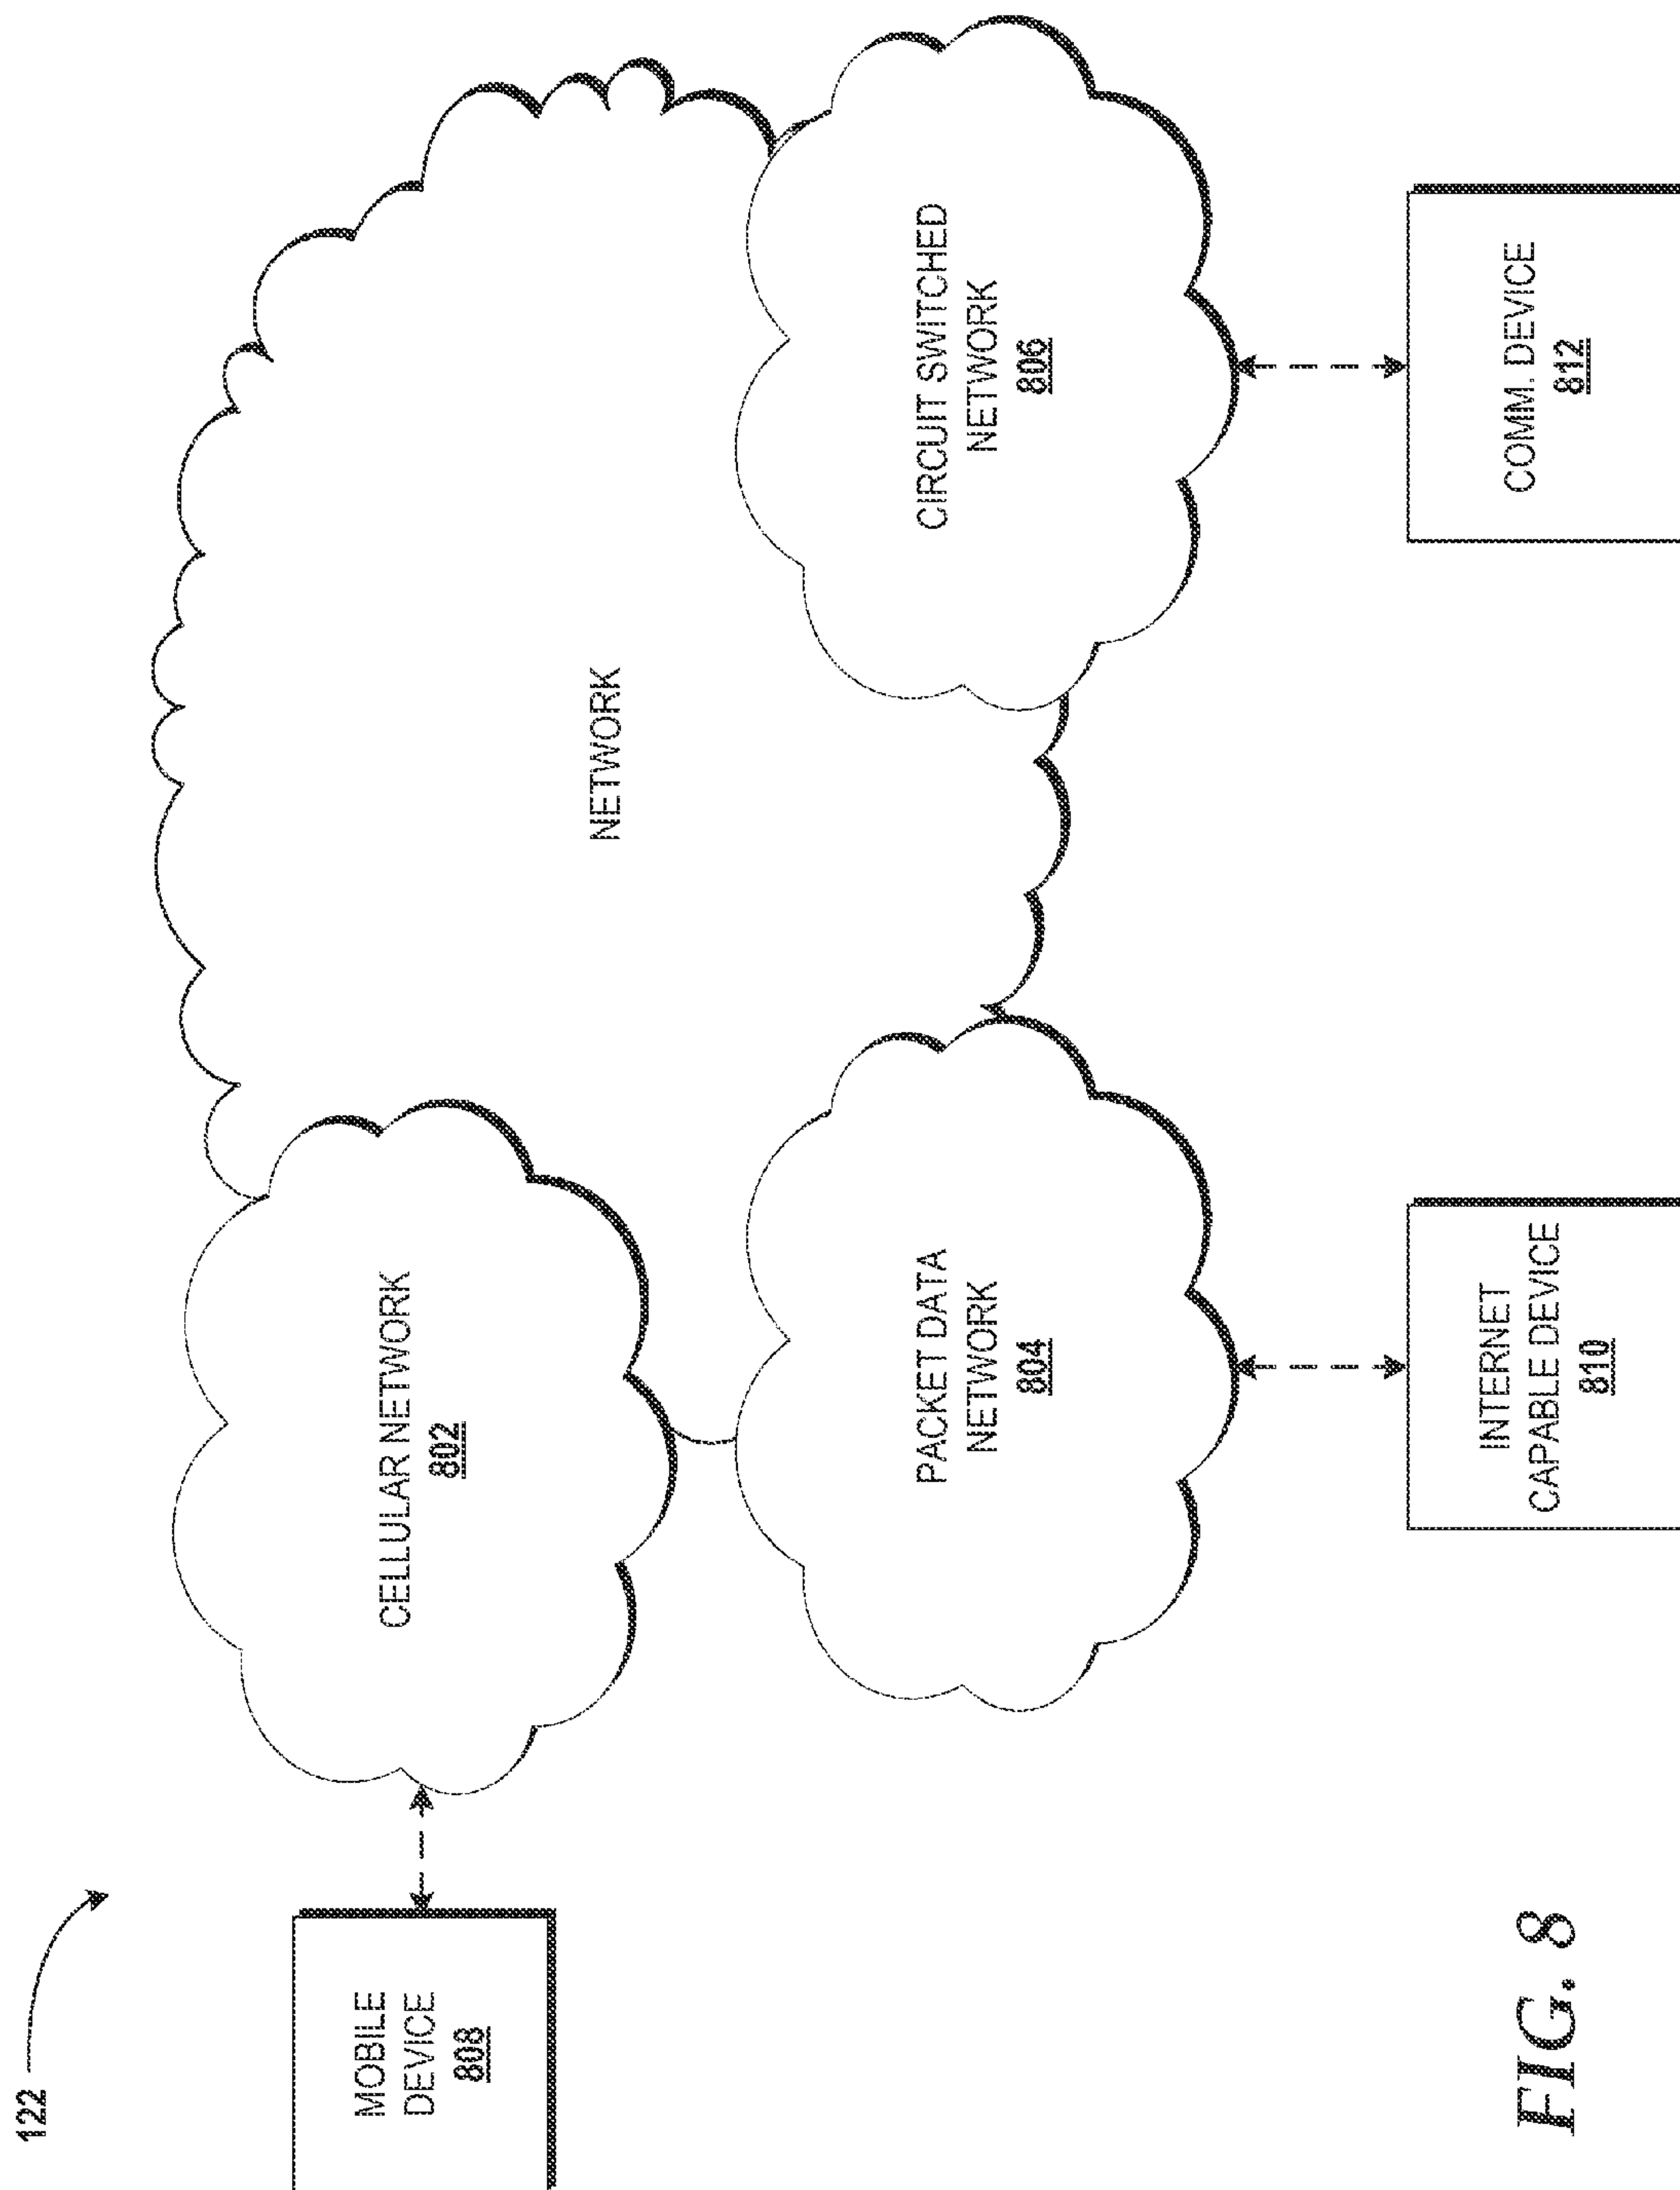 122
MOBILE
DEVICE
808
CELLULAR NETWORK
802
NETWORK
PACKET DATA
NETWORK
804
CIRCUIT SWITCHED
NETWORK
806
INTERNET
CAPABLE DEVICE
810
COMM. DEVICE
812
FIG. 8